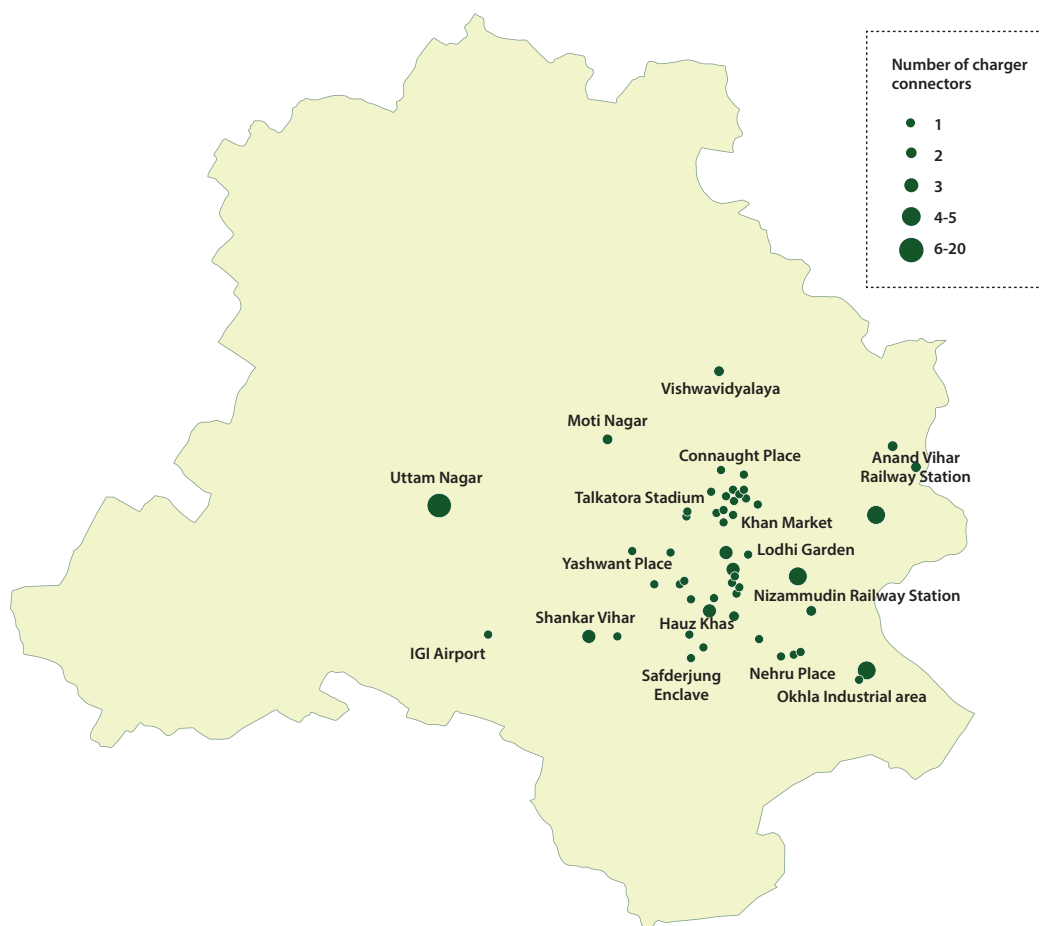 Number of charger
connectors
1
2
3
4-5
6-20
Vishwavidyalaya
Moti Nagar
Connaught Place
Anand Vihar
Railway Station
Uttam Nagar
Talkatora Stadium
Khan Market
Lodhi Garden
Yashwant Place
Nizammudin Railway Station
Shankar Vihar
Hauz Khas
IGI Airport
Safderjung
Enclave
Nehru Place
Okhla Industrial area